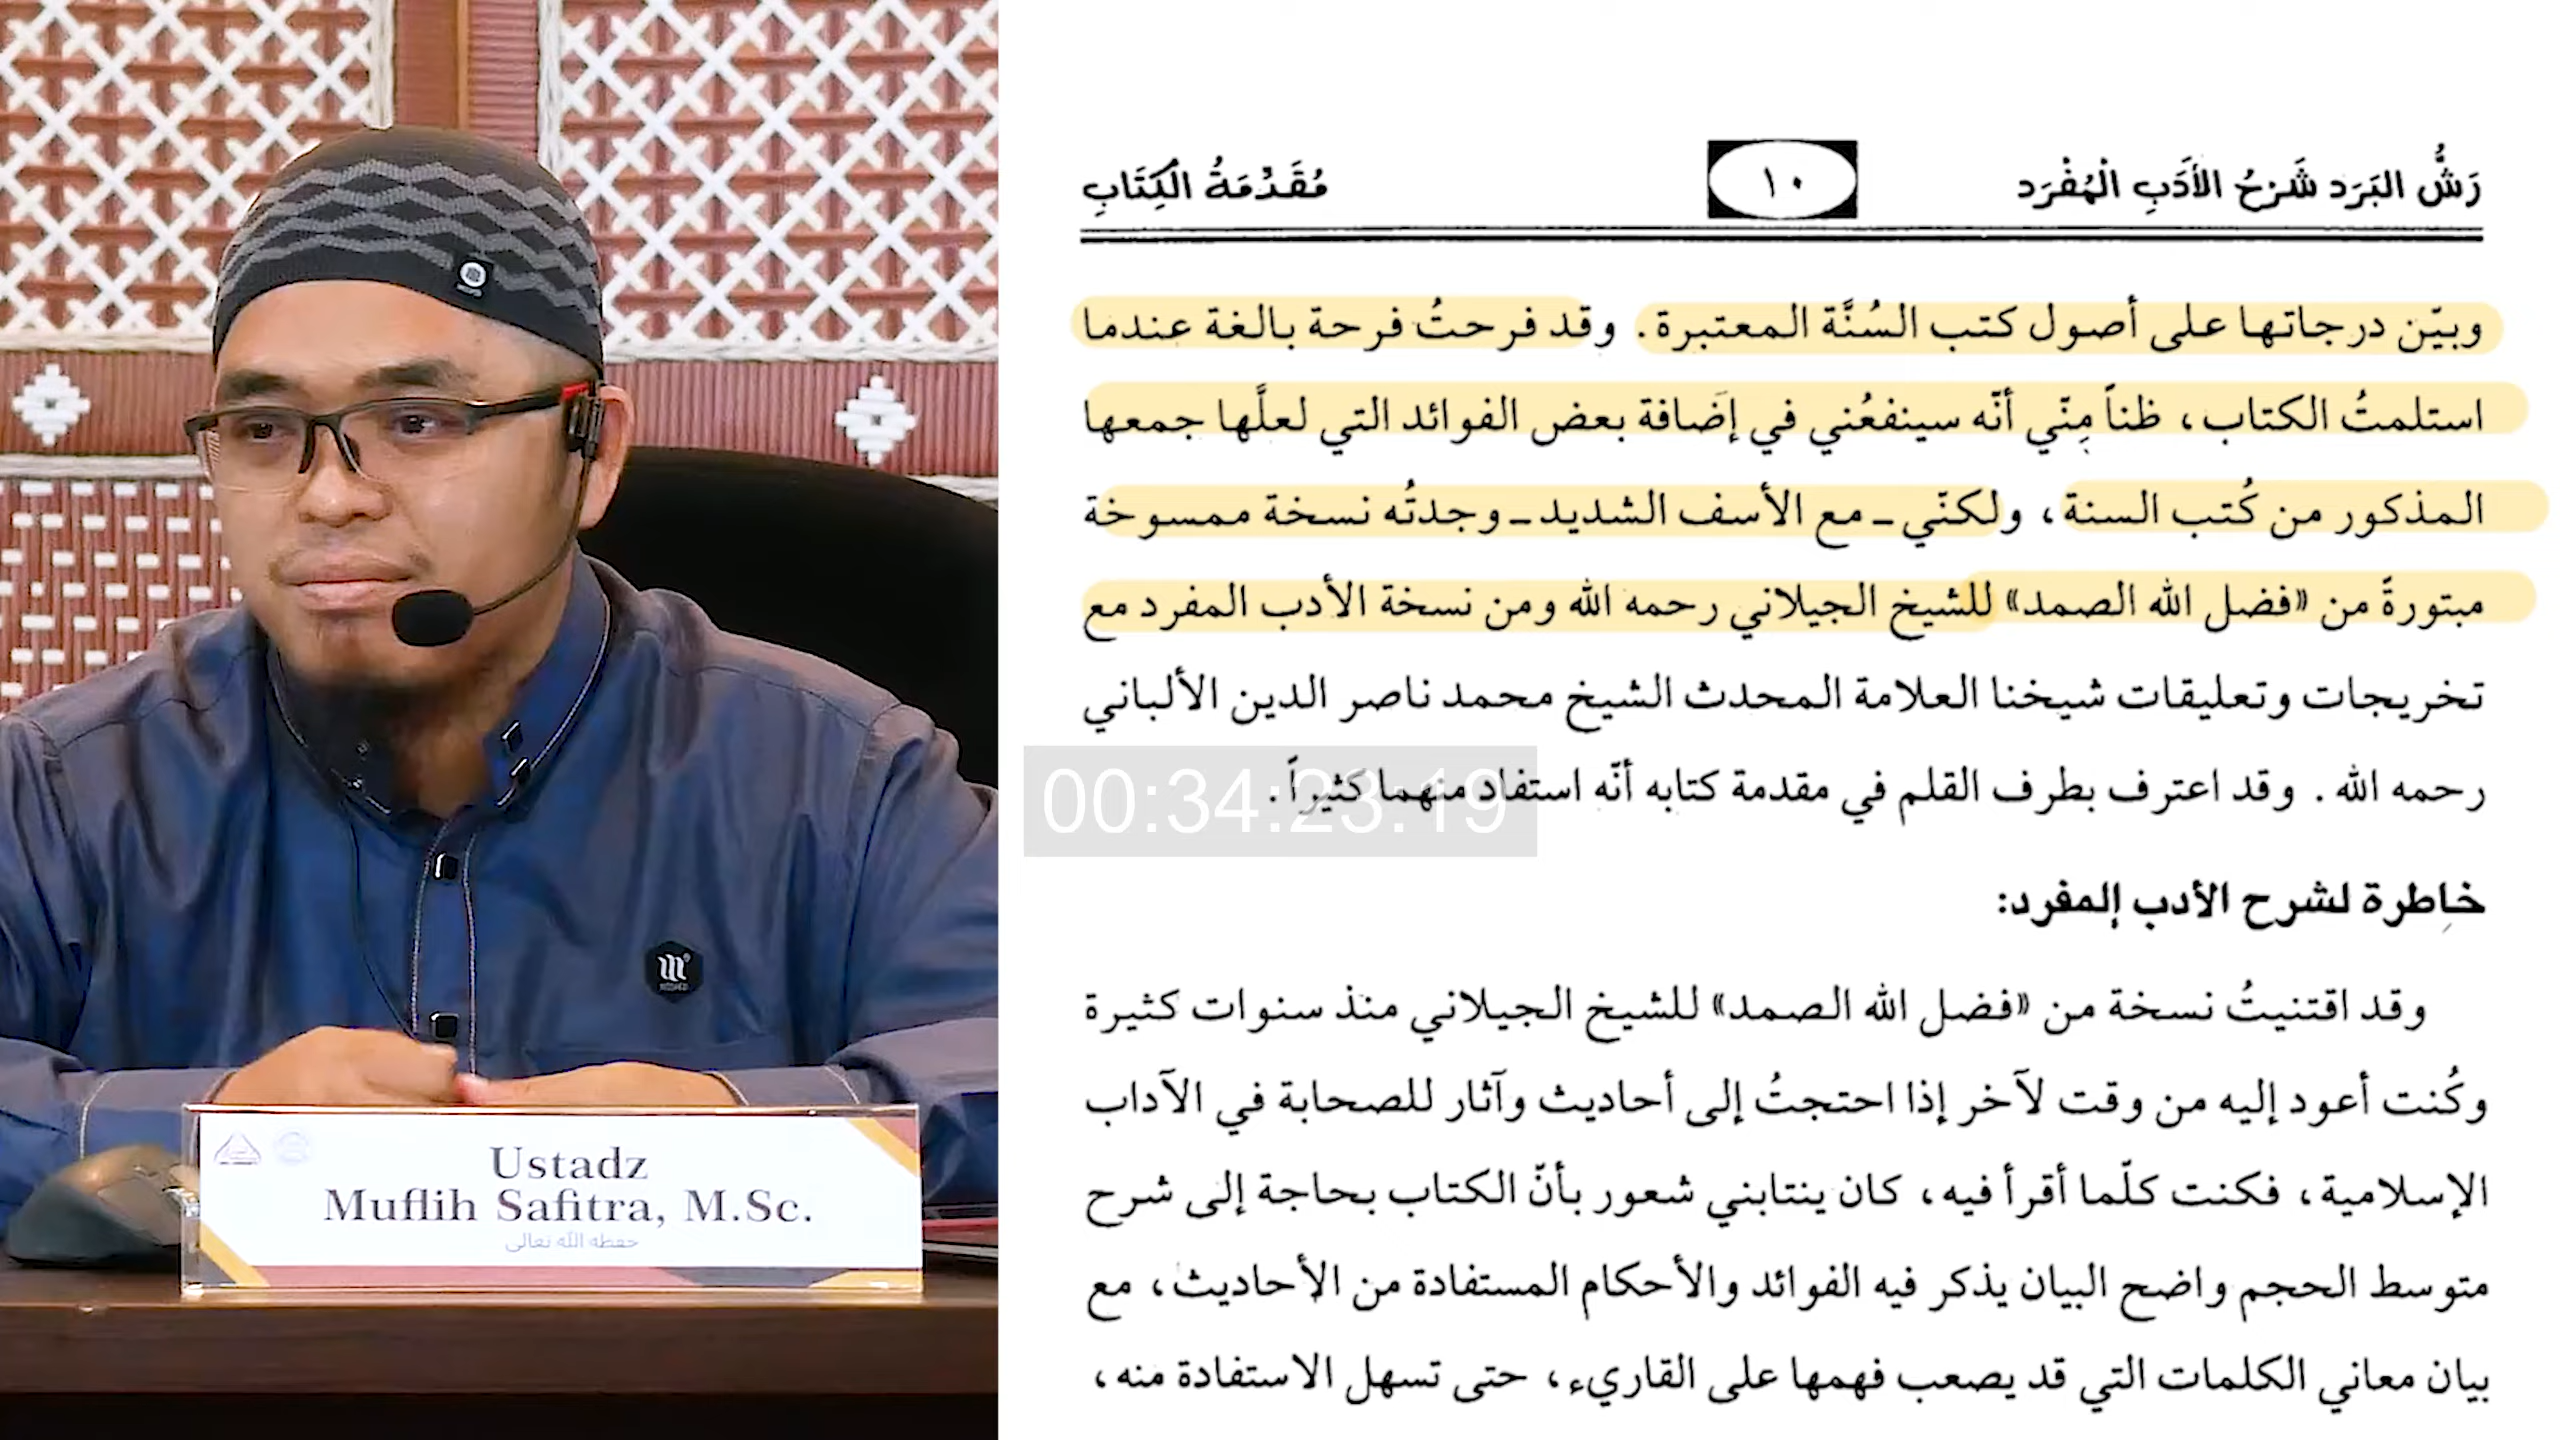 Ustadz
Muflih Safitra, M.Sc.
حفظه الله تعالى
رَشُّ البَرَد شَرْحُ الأَدَبِ الْمُفْرَد
١٠
مُقَدِّمَةُ الْكِتَابِ
وبيّن درجاتها على أصول كتب السُنَّة المعتبرة . وقد فرحتُ فرحة بالغة عندما
استلمتُ الكتاب، ظناً مِنّي أنّه سينفعُني في إضَافة بعض الفوائد التي لعلَّها جمعها
المذكور من كُتب السنة، ولكنّي ـ مع الأسف الشديد ـ وجدتُه نسخة ممسوخة
مبتورةً من «فضل الله الصمد» للشيخ الجيلاني رحمه الله ومن نسخة الأدب المفرد مع
تخريجات وتعليقات شيخنا العلامة المحدث الشيخ محمد ناصر الدين الألباني
رحمه الله . وقد اعترف بطرف القلم في مقدمة كتابه أنّه استفاد منهما كثيراً .
00:34:23:19
خاطرة لشرح الأدب المفرد:
وقد اقتنيتُ نسخة من «فضل الله الصمد» للشيخ الجيلاني منذ سنوات كثيرة
وكُنت أعود إليه من وقت لآخر إذا احتجتُ إلى أحاديث وآثار للصحابة في الآداب
الإسلامية، فكنت كلّما أقرأ فيه، كان ينتابني شعور بأنّ الكتاب بحاجة إلى شرح
متوسط الحجم واضح البيان يذكر فيه الفوائد والأحكام المستفادة من الأحاديث، مع
بيان معاني الكلمات التي قد يصعب فهمها على القاريء، حتى تسهل الاستفادة منه،